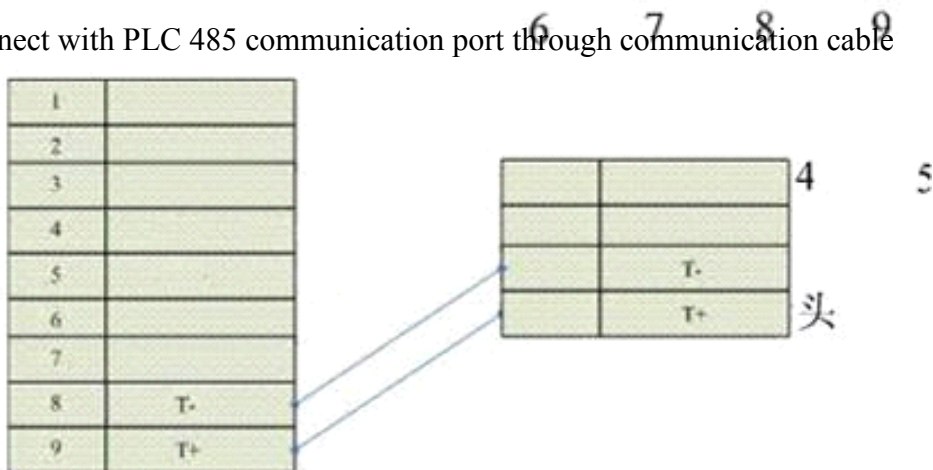 6 7 8 9
nect with PLC 485 communication port through communication cable
1
2
3
4
5
6
7
8 T-
9 T+
4 5
T-
T+ 头